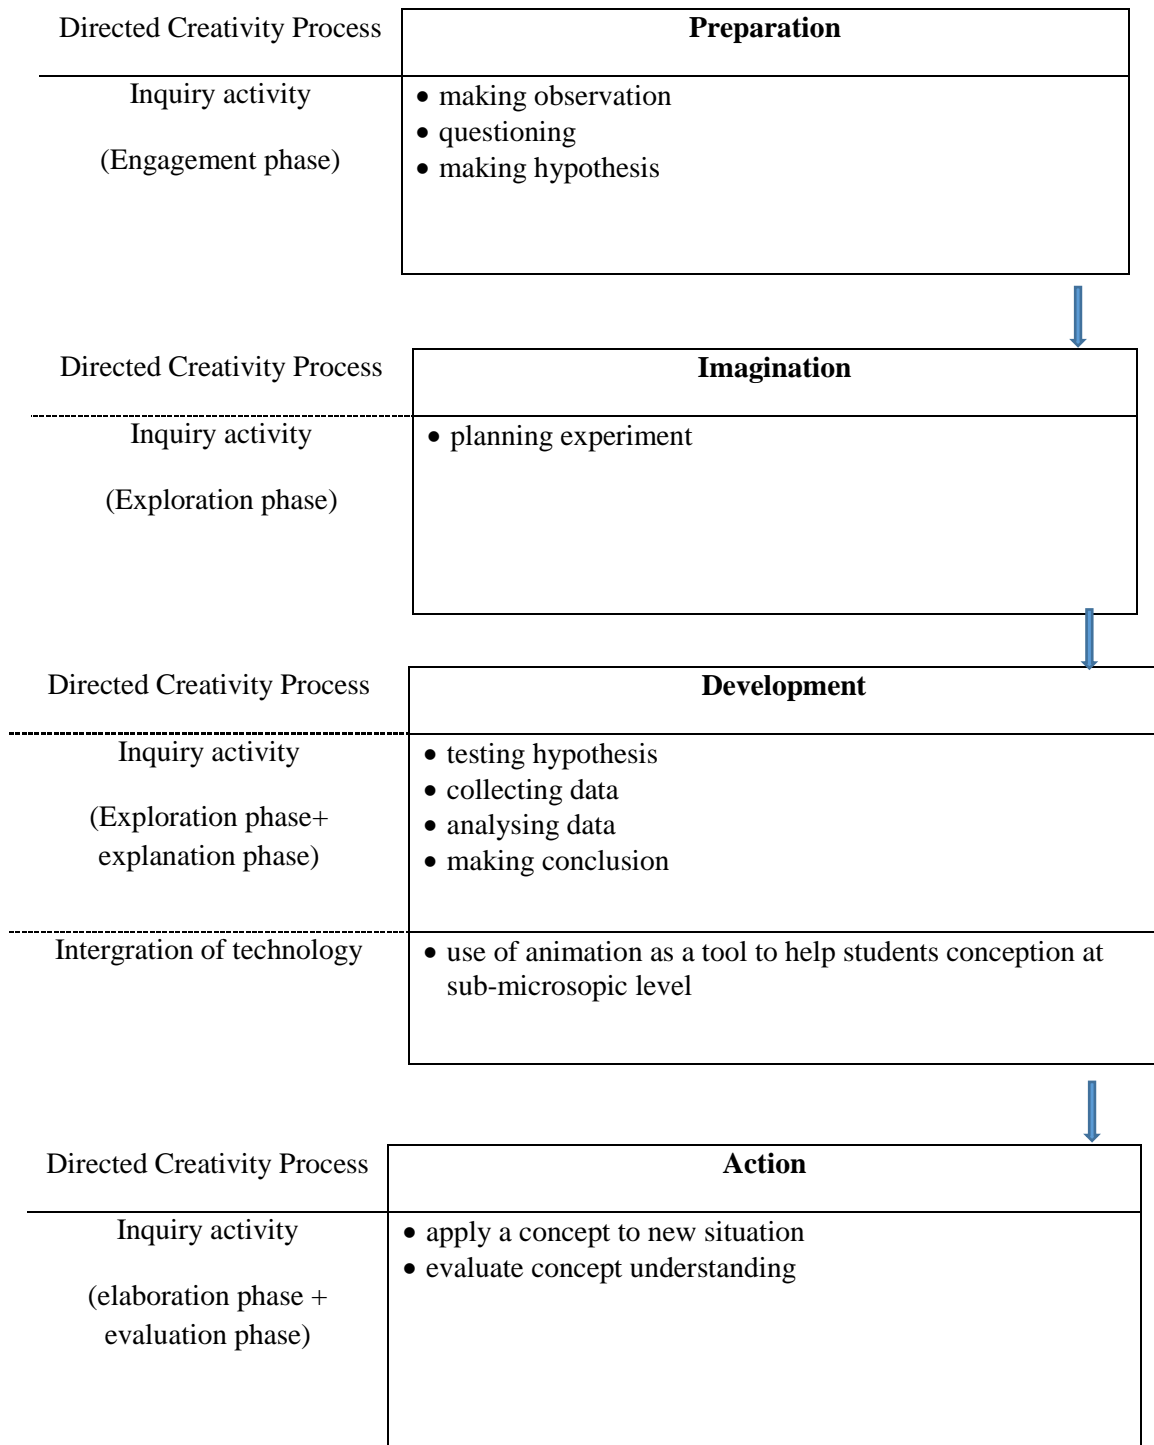 Directed Creativity Process
Preparation
Inquiry activity
(Engagement phase)
• making observation
• questioning
• making hypothesis
Directed Creativity Process
Imagination
Inquiry activity
(Exploration phase)
• planning experiment
Directed Creativity Process
Development
Inquiry activity
(Exploration phase+
explanation phase)
• testing hypothesis
• collecting data
• analysing data
• making conclusion
Intergration of technology
• use of animation as a tool to help students conception at
sub-microsopic level
Directed Creativity Process
Action
Inquiry activity
(elaboration phase +
evaluation phase)
• apply a concept to new situation
• evaluate concept understanding